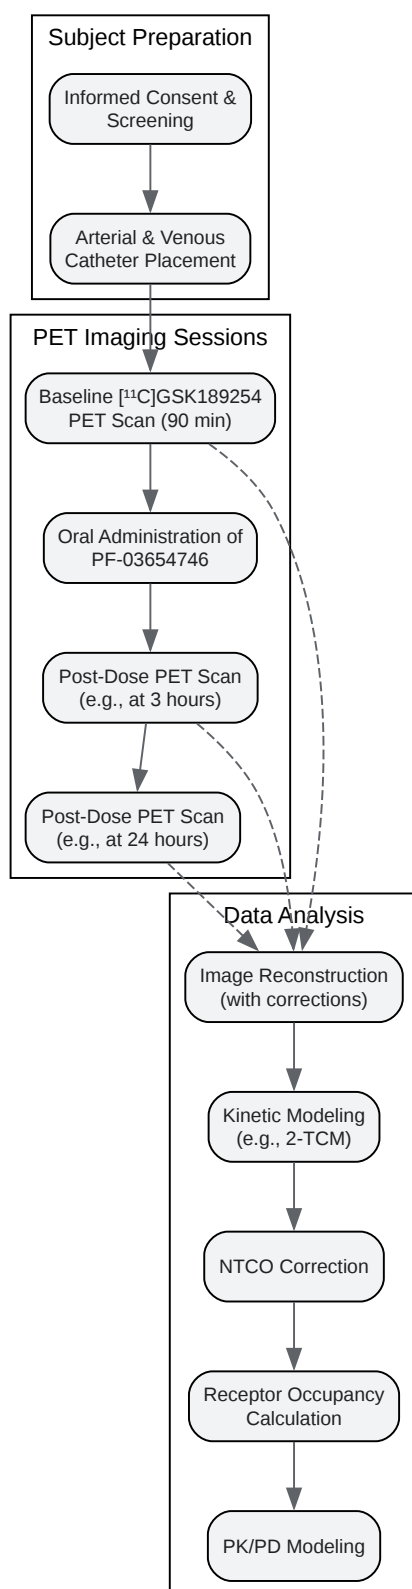 Subject Preparation
Informed Consent &
Screening
Arterial & Venous
Catheter Placement
PET Imaging Sessions
Baseline [¹¹C]GSK189254
PET Scan (90 min)
Oral Administration of
PF-03654746
Post-Dose PET Scan
(e.g., at 3 hours)
Post-Dose PET Scan
(e.g., at 24 hours)
Data Analysis
Image Reconstruction
(with corrections)
Kinetic Modeling
(e.g., 2-TCM)
NTCO Correction
Receptor Occupancy
Calculation
PK/PD Modeling